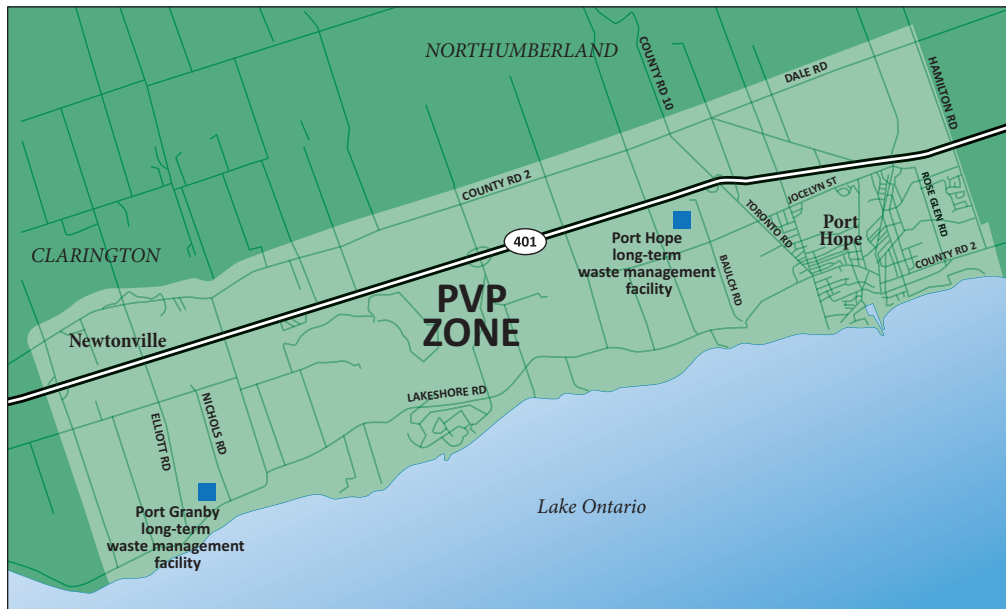 NORTHUMBERLAND
COUNTY RD 10
DALE RD
HAMILTON RD
COUNTY RD 2
JOCELYN ST
ROSE GLEN RD
TORONTO RD
Port
Hope
401
Port Hope
long-term
waste management
facility
BAULCH RD
COUNTY RD 2
CLARINGTON
PVP
ZONE
Newtonville
LAKESHORE RD
ELLIOTT RD
NICHOLS RD
Port Granby
long-term
waste management
facility
Lake Ontario